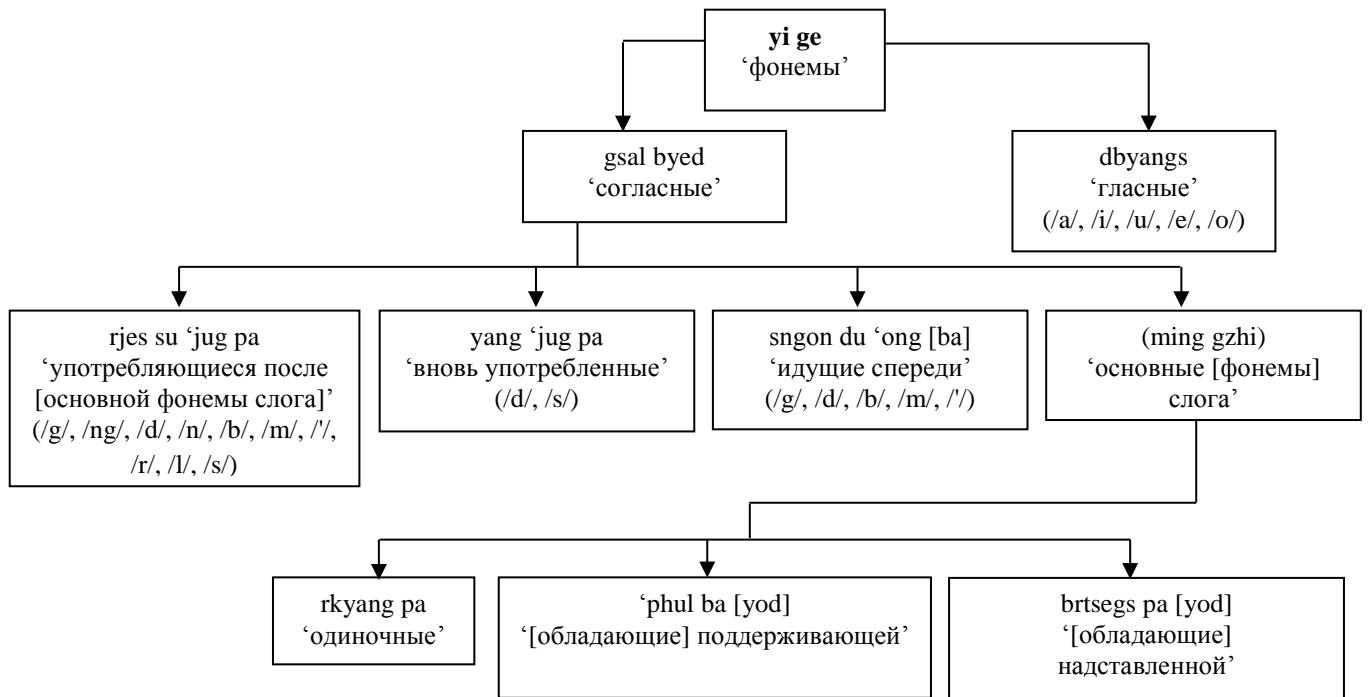 yi ge
‘фонемы’
gsal byed
‘согласные’
dbyangs
‘гласные’
(/a/, /i/, /u/, /e/, /o/)
rjes su ‘jug pa
‘употребляющиеся после
[основной фонемы слога]’
(/g/, /ng/, /d/, /n/, /b/, /m/, /'/,
/r/, /l/, /s/)
yang ‘jug pa
‘вновь употребленные’
(/d/, /s/)
sngon du ‘ong [ba]
‘идущие спереди’
(/g/, /d/, /b/, /m/, /'/)
(ming gzhi)
‘основные [фонемы]
слога’
rkyang pa
‘одиночные’
‘phul ba [yod]
‘[обладающие] поддерживающей’
brtsegs pa [yod]
‘[обладающие]
надставленной’